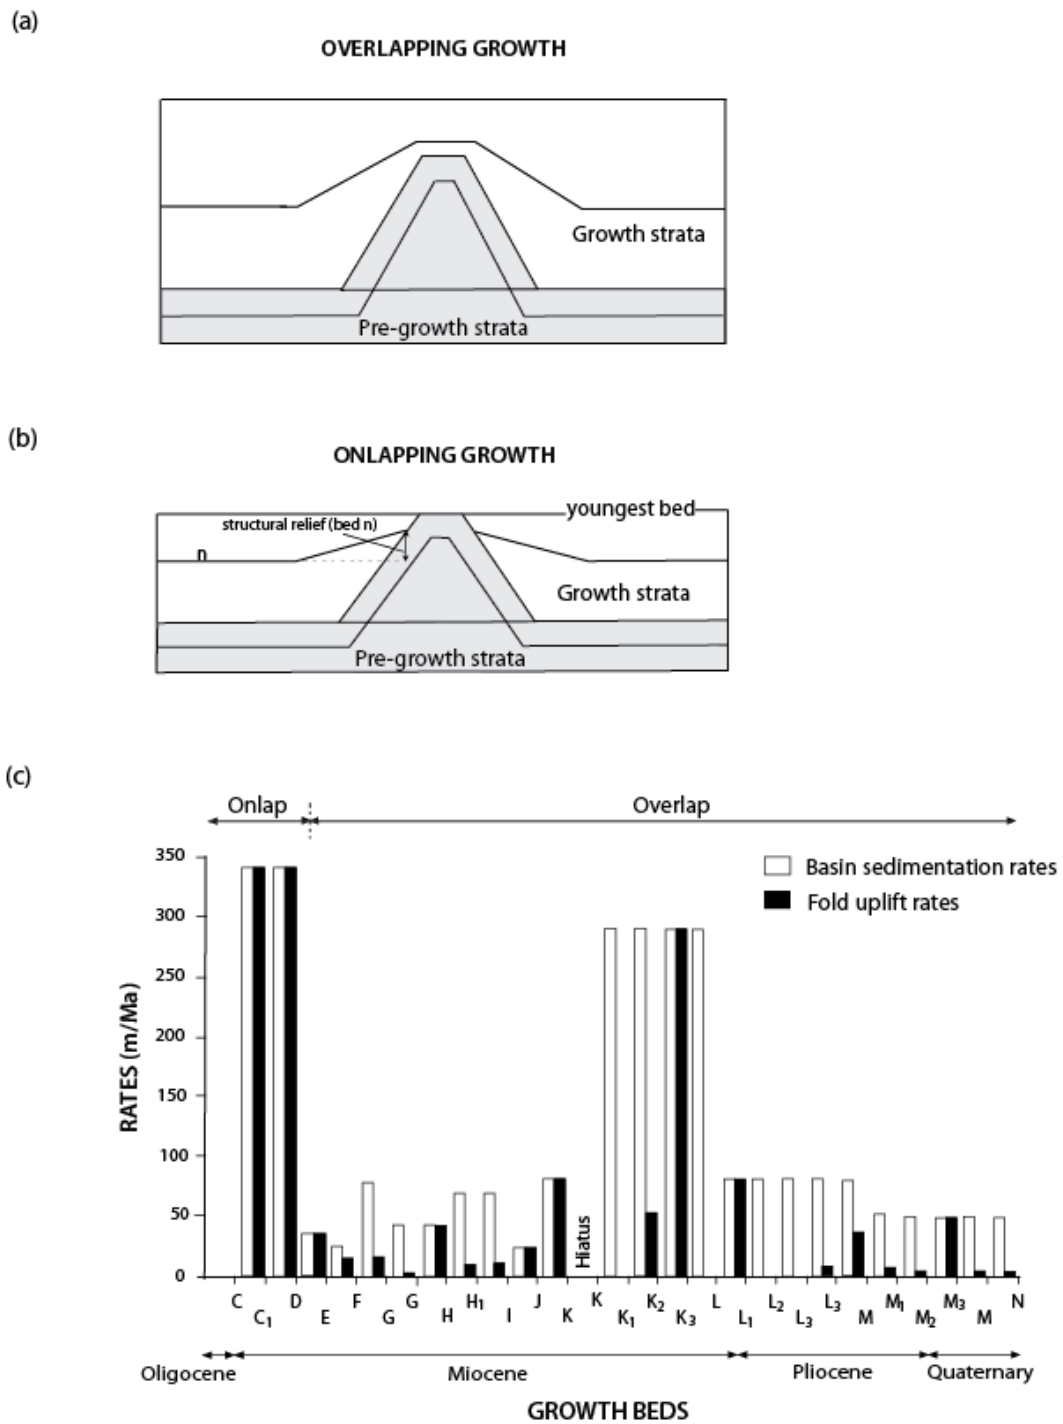 (a)
OVERLAPPING GROWTH
Growth strata
Pre-growth strata
(b)
ONLAPPING GROWTH
youngest bed
structural relief (bed n)
n
Growth strata
Pre-growth strata
(c)
Onlap
Overlap
350
300
250
200
150
100
50
0
RATES (m/Ma)
Basin sedimentation rates
Fold uplift rates
Hiatus
C C₁ D E F G G H H₁ I J K K K₁ K₂ K₃ L L₁ L₂ L₃ L₃ M M₁ M₂ M₃ M N
Oligocene
Miocene
Pliocene
Quaternary
GROWTH BEDS